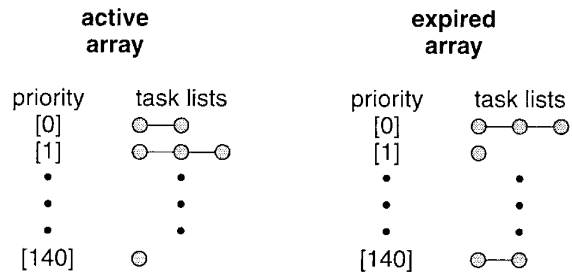 active
array
priority task lists
[0]
[1]
[140]
expired
array
priority task lists
[0]
[1]
[140]